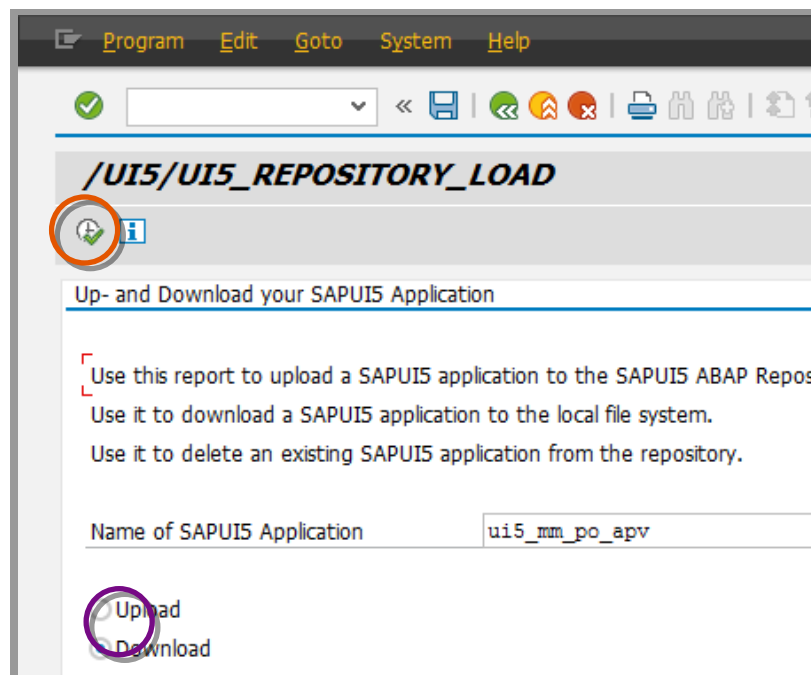 Program Edit Goto System Help
/UI5/UI5_REPOSITORY_LOAD
Up- and Download your SAPUI5 Application
Use this report to upload a SAPUI5 application to the SAPUI5 ABAP Repos
Use it to download a SAPUI5 application to the local file system.
Use it to delete an existing SAPUI5 application from the repository.
Name of SAPUI5 Application ui5_mm_po_apv
Upload
Download